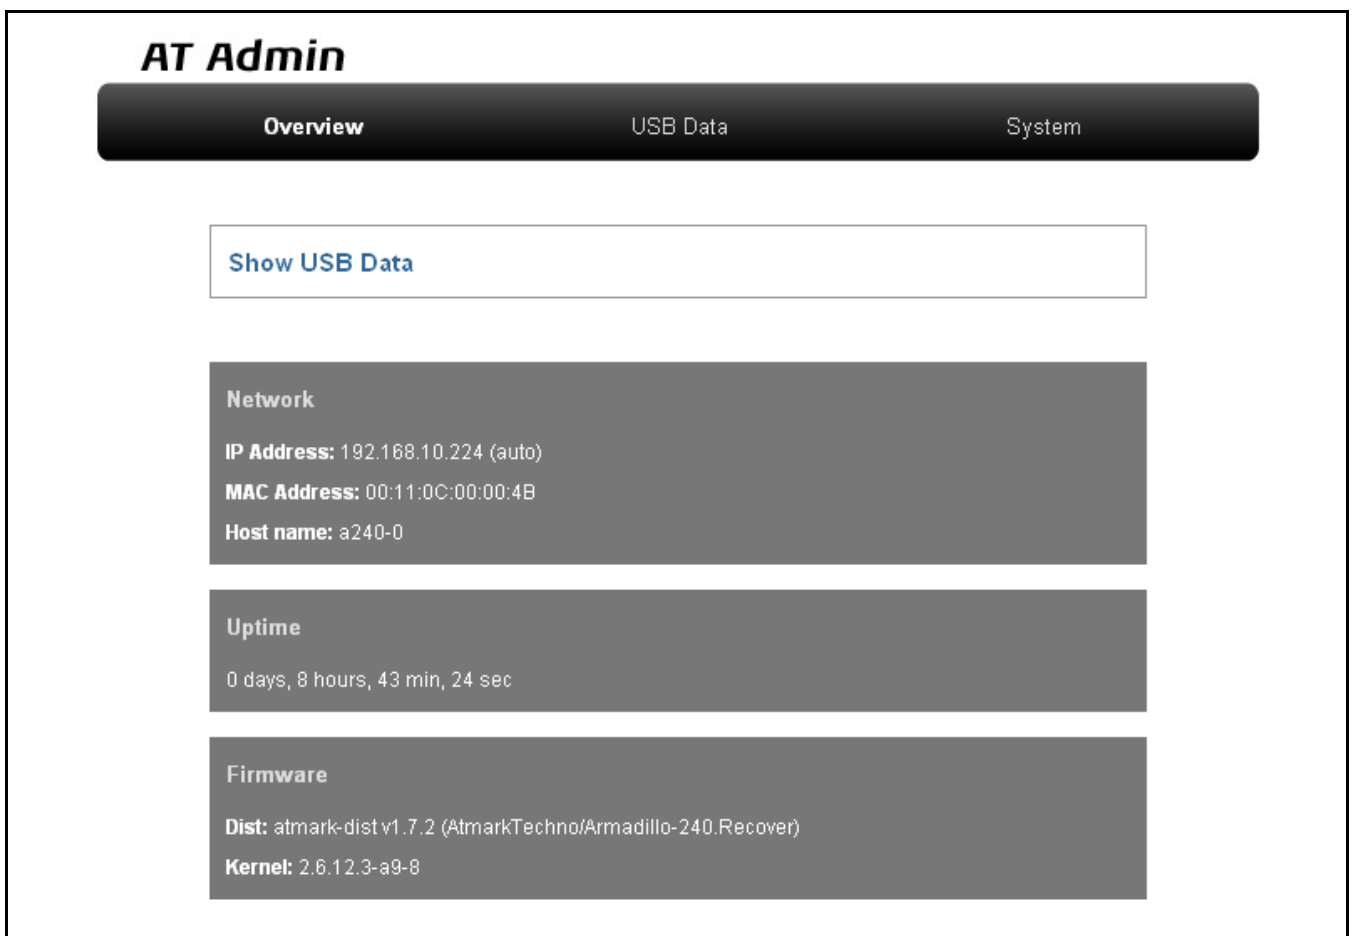 AT Admin
Overview USB Data System
Show USB Data
Network
IP Address: 192.168.10.224 (auto)
MAC Address: 00:11:0C:00:00:4B
Host name: a240-0
Uptime
0 days, 8 hours, 43 min, 24 sec
Firmware
Dist: atmark-dist v1.7.2 (AtmarkTechno/Armadillo-240.Recover)
Kernel: 2.6.12.3-a9-8